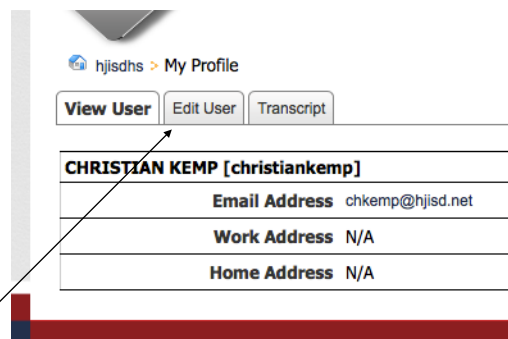 hjisdhs > My Profile
View User Edit User Transcript
CHRISTIAN KEMP [christiankemp]
Email Address chkemp@hjisd.net
Work Address N/A
Home Address N/A